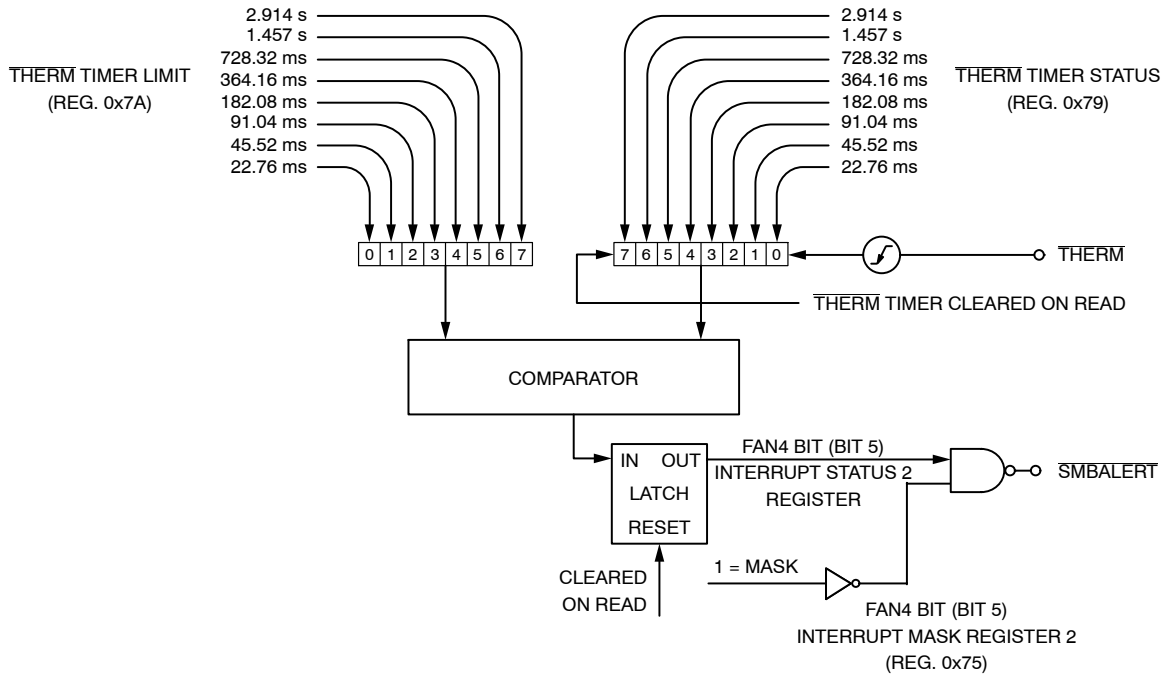 2.914 s
1.457 s
728.32 ms
364.16 ms
182.08 ms
91.04 ms
45.52 ms
22.76 ms
THERM TIMER LIMIT
(REG. 0x7A)
2.914 s
1.457 s
728.32 ms
364.16 ms
182.08 ms
91.04 ms
45.52 ms
22.76 ms
THERM TIMER STATUS
(REG. 0x79)
0 1 2 3 4 5 6 7
7 6 5 4 3 2 1 0
THERM
THERM TIMER CLEARED ON READ
COMPARATOR
IN OUT
LATCH
RESET
FAN4 BIT (BIT 5)
INTERRUPT STATUS 2
REGISTER
SMBALERT
CLEARED
ON READ
1 = MASK
FAN4 BIT (BIT 5)
INTERRUPT MASK REGISTER 2
(REG. 0x75)